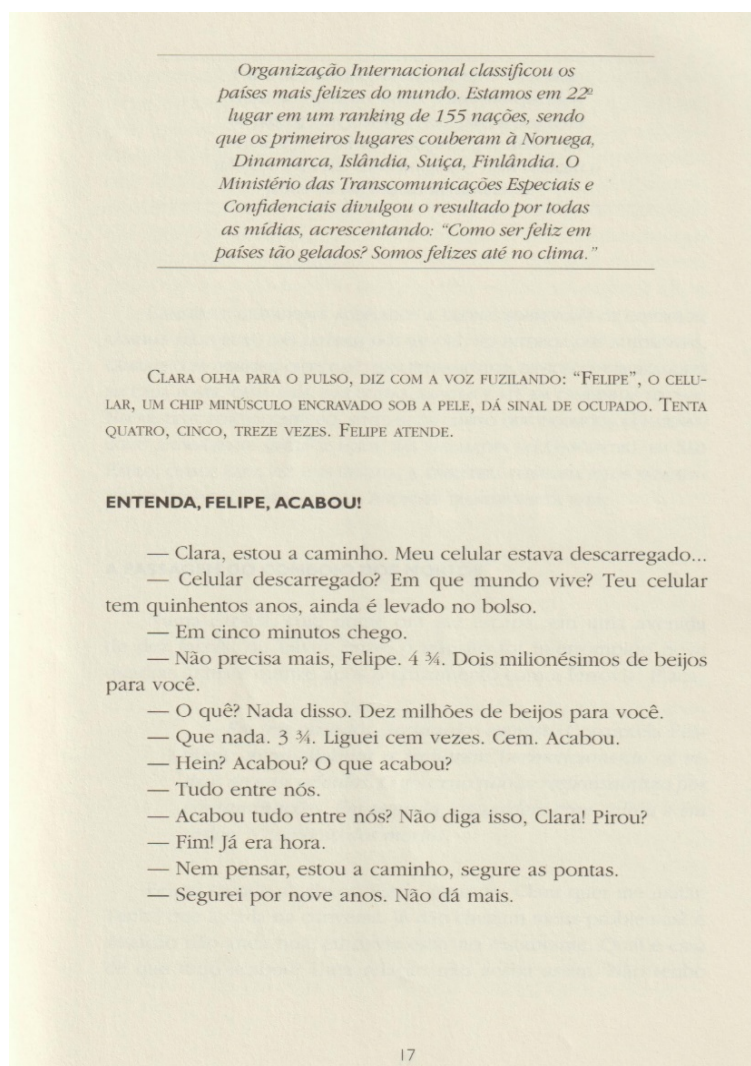 Organização Internacional classificou os
países mais felizes do mundo. Estamos em 22º
lugar em um ranking de 155 nações, sendo
que os primeiros lugares couberam à Noruega,
Dinamarca, Islândia, Suiça, Finlândia. O
Ministério das Transcomunicações Especiais e
Confidenciais divulgou o resultado por todas
as mídias, acrescentando: “Como ser feliz em
países tão gelados? Somos felizes até no clima.”
CLARA OLHA PARA O PULSO, DIZ COM A VOZ FUZILANDO: “FELIPE”, O CELU-
LAR, UM CHIP MINÚSCULO ENCRAVADO SOB A PELE, DÁ SINAL DE OCUPADO. TENTA
QUATRO, CINCO, TREZE VEZES. FELIPE ATENDE.
ENTENDA, FELIPE, ACABOU!
— Clara, estou a caminho. Meu celular estava descarregado...
— Celular descarregado? Em que mundo vive? Teu celular
tem quinhentos anos, ainda é levado no bolso.
— Em cinco minutos chego.
— Não precisa mais, Felipe. 4 ¾. Dois milionésimos de beijos
para você.
— O quê? Nada disso. Dez milhões de beijos para você.
— Que nada. 3 ¾. Liguei cem vezes. Cem. Acabou.
— Hein? Acabou? O que acabou?
— Tudo entre nós.
— Acabou tudo entre nós? Não diga isso, Clara! Pirou?
— Fim! Já era hora.
— Nem pensar, estou a caminho, segure as pontas.
— Segurei por nove anos. Não dá mais.
17